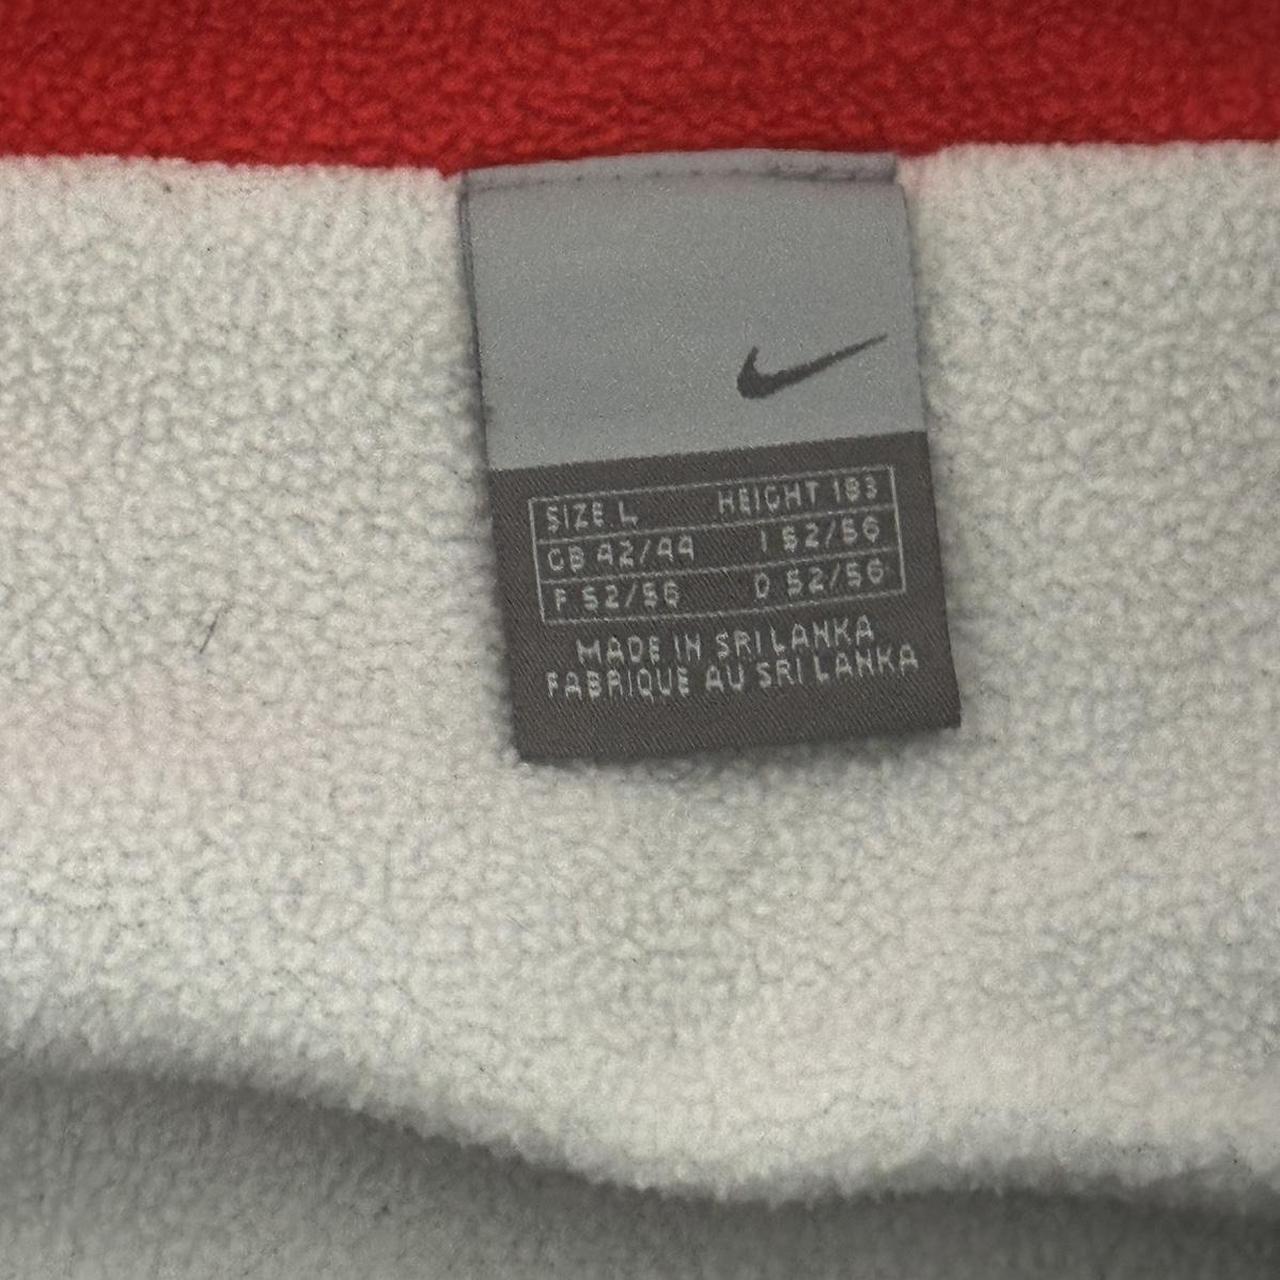 SIZE L HEIGHT 183
GB 42/44 I 52/56
F 52/56 D 52/56
MADE IN SRI LANKA
FABRIQUE AU SRI LANKA